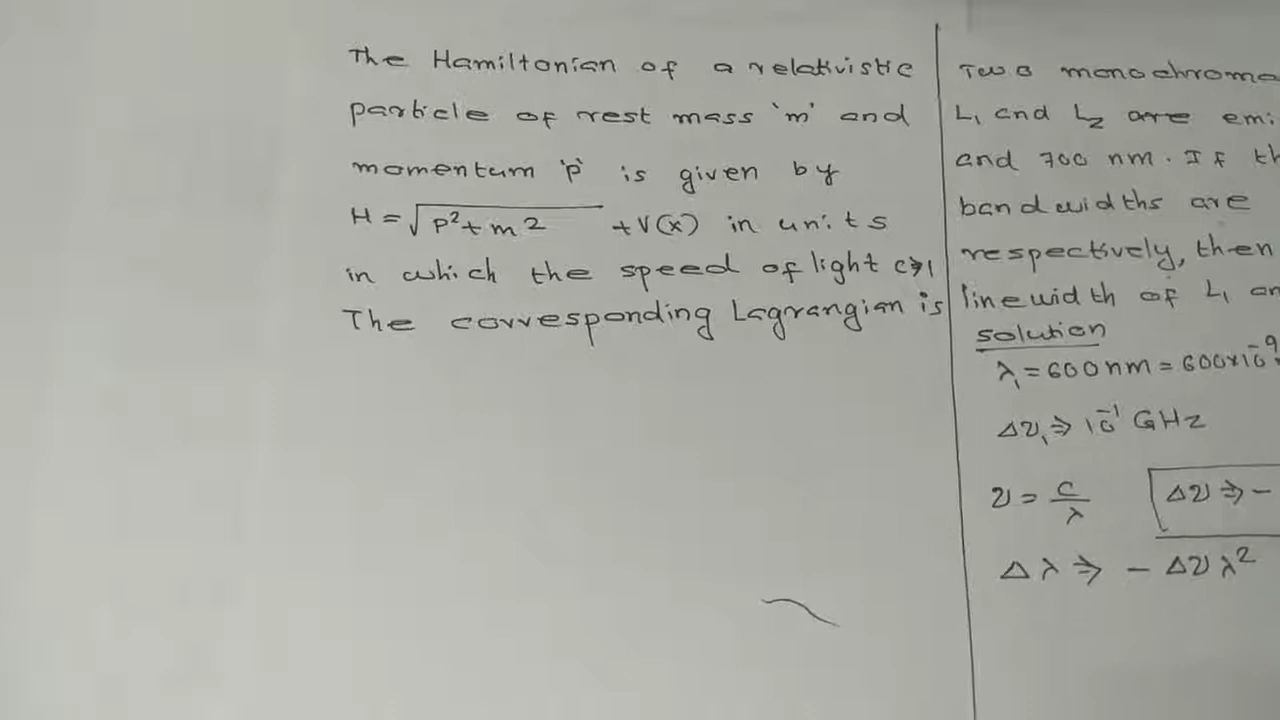 The Hamiltonian of a relativistic
particle of rest mass 'm' and
momentum 'p' is given by
H = √p²+m2 + V(x) in units
in which the speed of light c⇒1
The corresponding Lagrangian is
Two monochroma
L₁ and L₂ are emi
and 700 nm. If th
bandwidths are
respectively, then
linewidth of L₁ an
solution
λ₁ = 600 nm = 600×10⁻⁹
Δν₁ ⇒ 10⁻¹ GHz
ν = c/λ Δν ⇒ -
Δλ ⇒ - Δν λ²